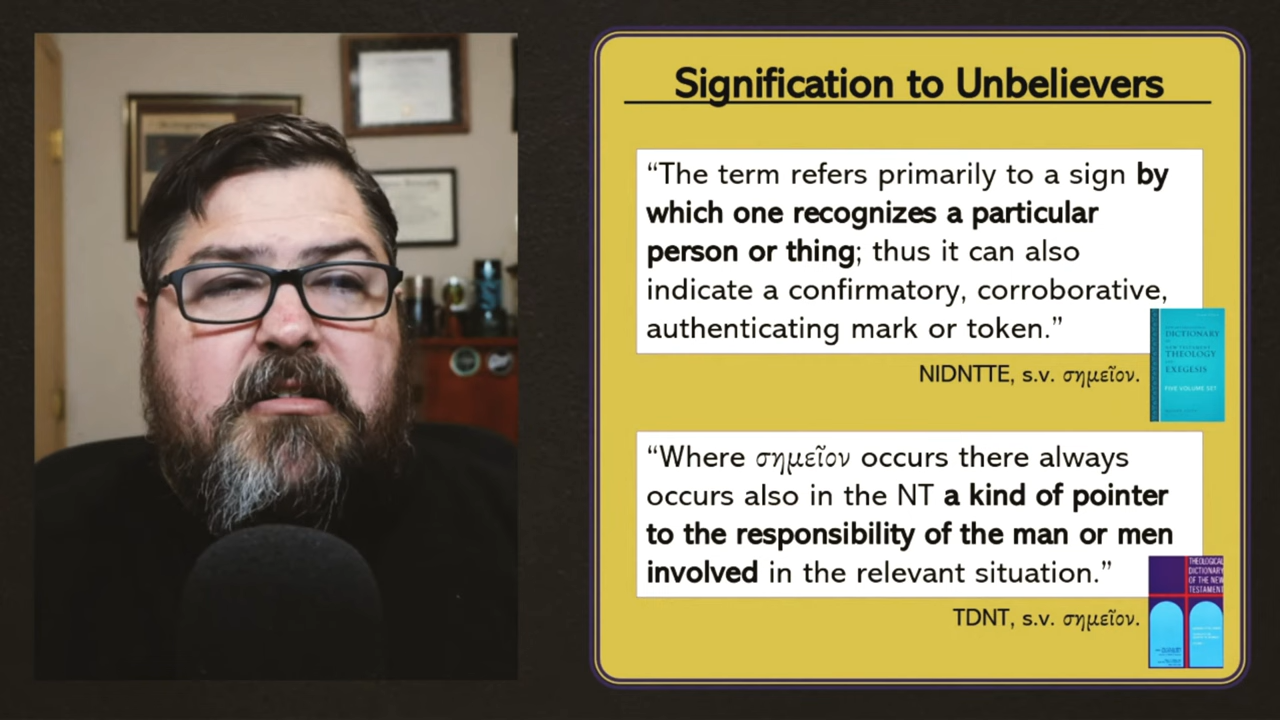 Signification to Unbelievers
“The term refers primarily to a sign by
which one recognizes a particular
person or thing; thus it can also
indicate a confirmatory, corroborative,
authenticating mark or token.”
DICTIONARY
THEOLOGY
EXEGESIS
FIVE VOLUME SET
NIDNTTE, s.v. σημεῖον.
“Where σημεῖον occurs there always
occurs also in the NT a kind of pointer
to the responsibility of the man or men
involved in the relevant situation.”
THEOLOGICAL
DICTIONARY
OF THE NEW
TESTAMENT
TDNT, s.v. σημεῖον.